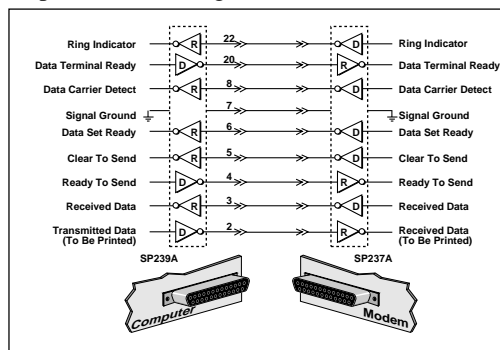 Ring Indicator R 22 D Ring Indicator
Data Terminal Ready D 20 R Data Terminal Ready
Data Carrier Detect R 8 D Data Carrier Detect
Signal Ground 7 Signal Ground
Data Set Ready R 6 D Data Set Ready
Clear To Send R 5 D Clear To Send
Ready To Send D 4 R Ready To Send
Received Data R 3 D Received Data
Transmitted Data D 2 R Received Data
(To Be Printed) (To Be Printed)
SP239A SP237A
Computer Modem